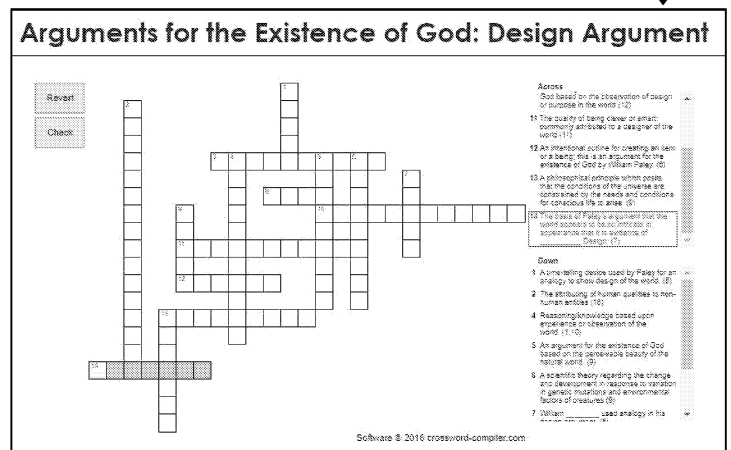 Arguments for the Existence of God: Design Argument
Revert
Check
Across
God based on the observation of design
or purpose in the world (12)
11 The quality of being clever or smart;
commonly attributed to a designer of the
world (11)
12 An intentional outline for creating an item
or a being; this is an argument for the
existence of God by William Paley (6)
13 A philosophical principle which posits
that the conditions of the universe are
constrained by the needs and conditions
for conscious life to arise (9)
14 The basis of Paley's argument that the
world appears to be so intricate in
appearance that it is evidence of
________ Design (7)
Down
1 A time-telling device used by Paley for an
analogy to show design of the world (5)
2 The attributing of human qualities to non-
human entities (16)
4 Reasoning/knowledge based upon
experience or observation of the
world (1,10)
5 An argument for the existence of God
based on the perceivable beauty of the
natural world (9)
6 A scientific theory regarding the change
and development in response to variation
in genetic mutations and environmental
factors of creatures (9)
7 William ________ used analogy in his
Software © 2016 crossword-compiler.com